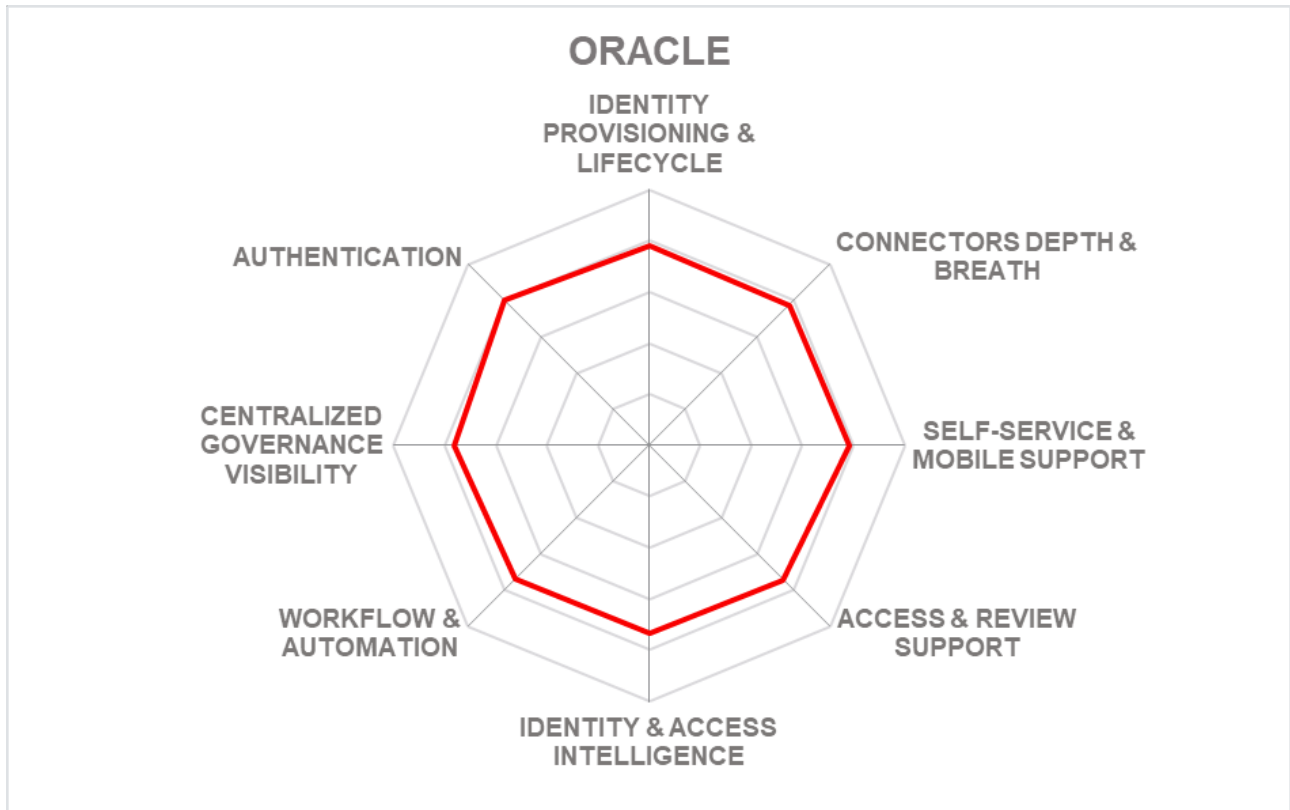 ORACLE
IDENTITY
PROVISIONING &
LIFECYCLE
CONNECTORS DEPTH &
BREATH
SELF-SERVICE &
MOBILE SUPPORT
ACCESS & REVIEW
SUPPORT
IDENTITY & ACCESS
INTELLIGENCE
WORKFLOW &
AUTOMATION
CENTRALIZED
GOVERNANCE
VISIBILITY
AUTHENTICATION